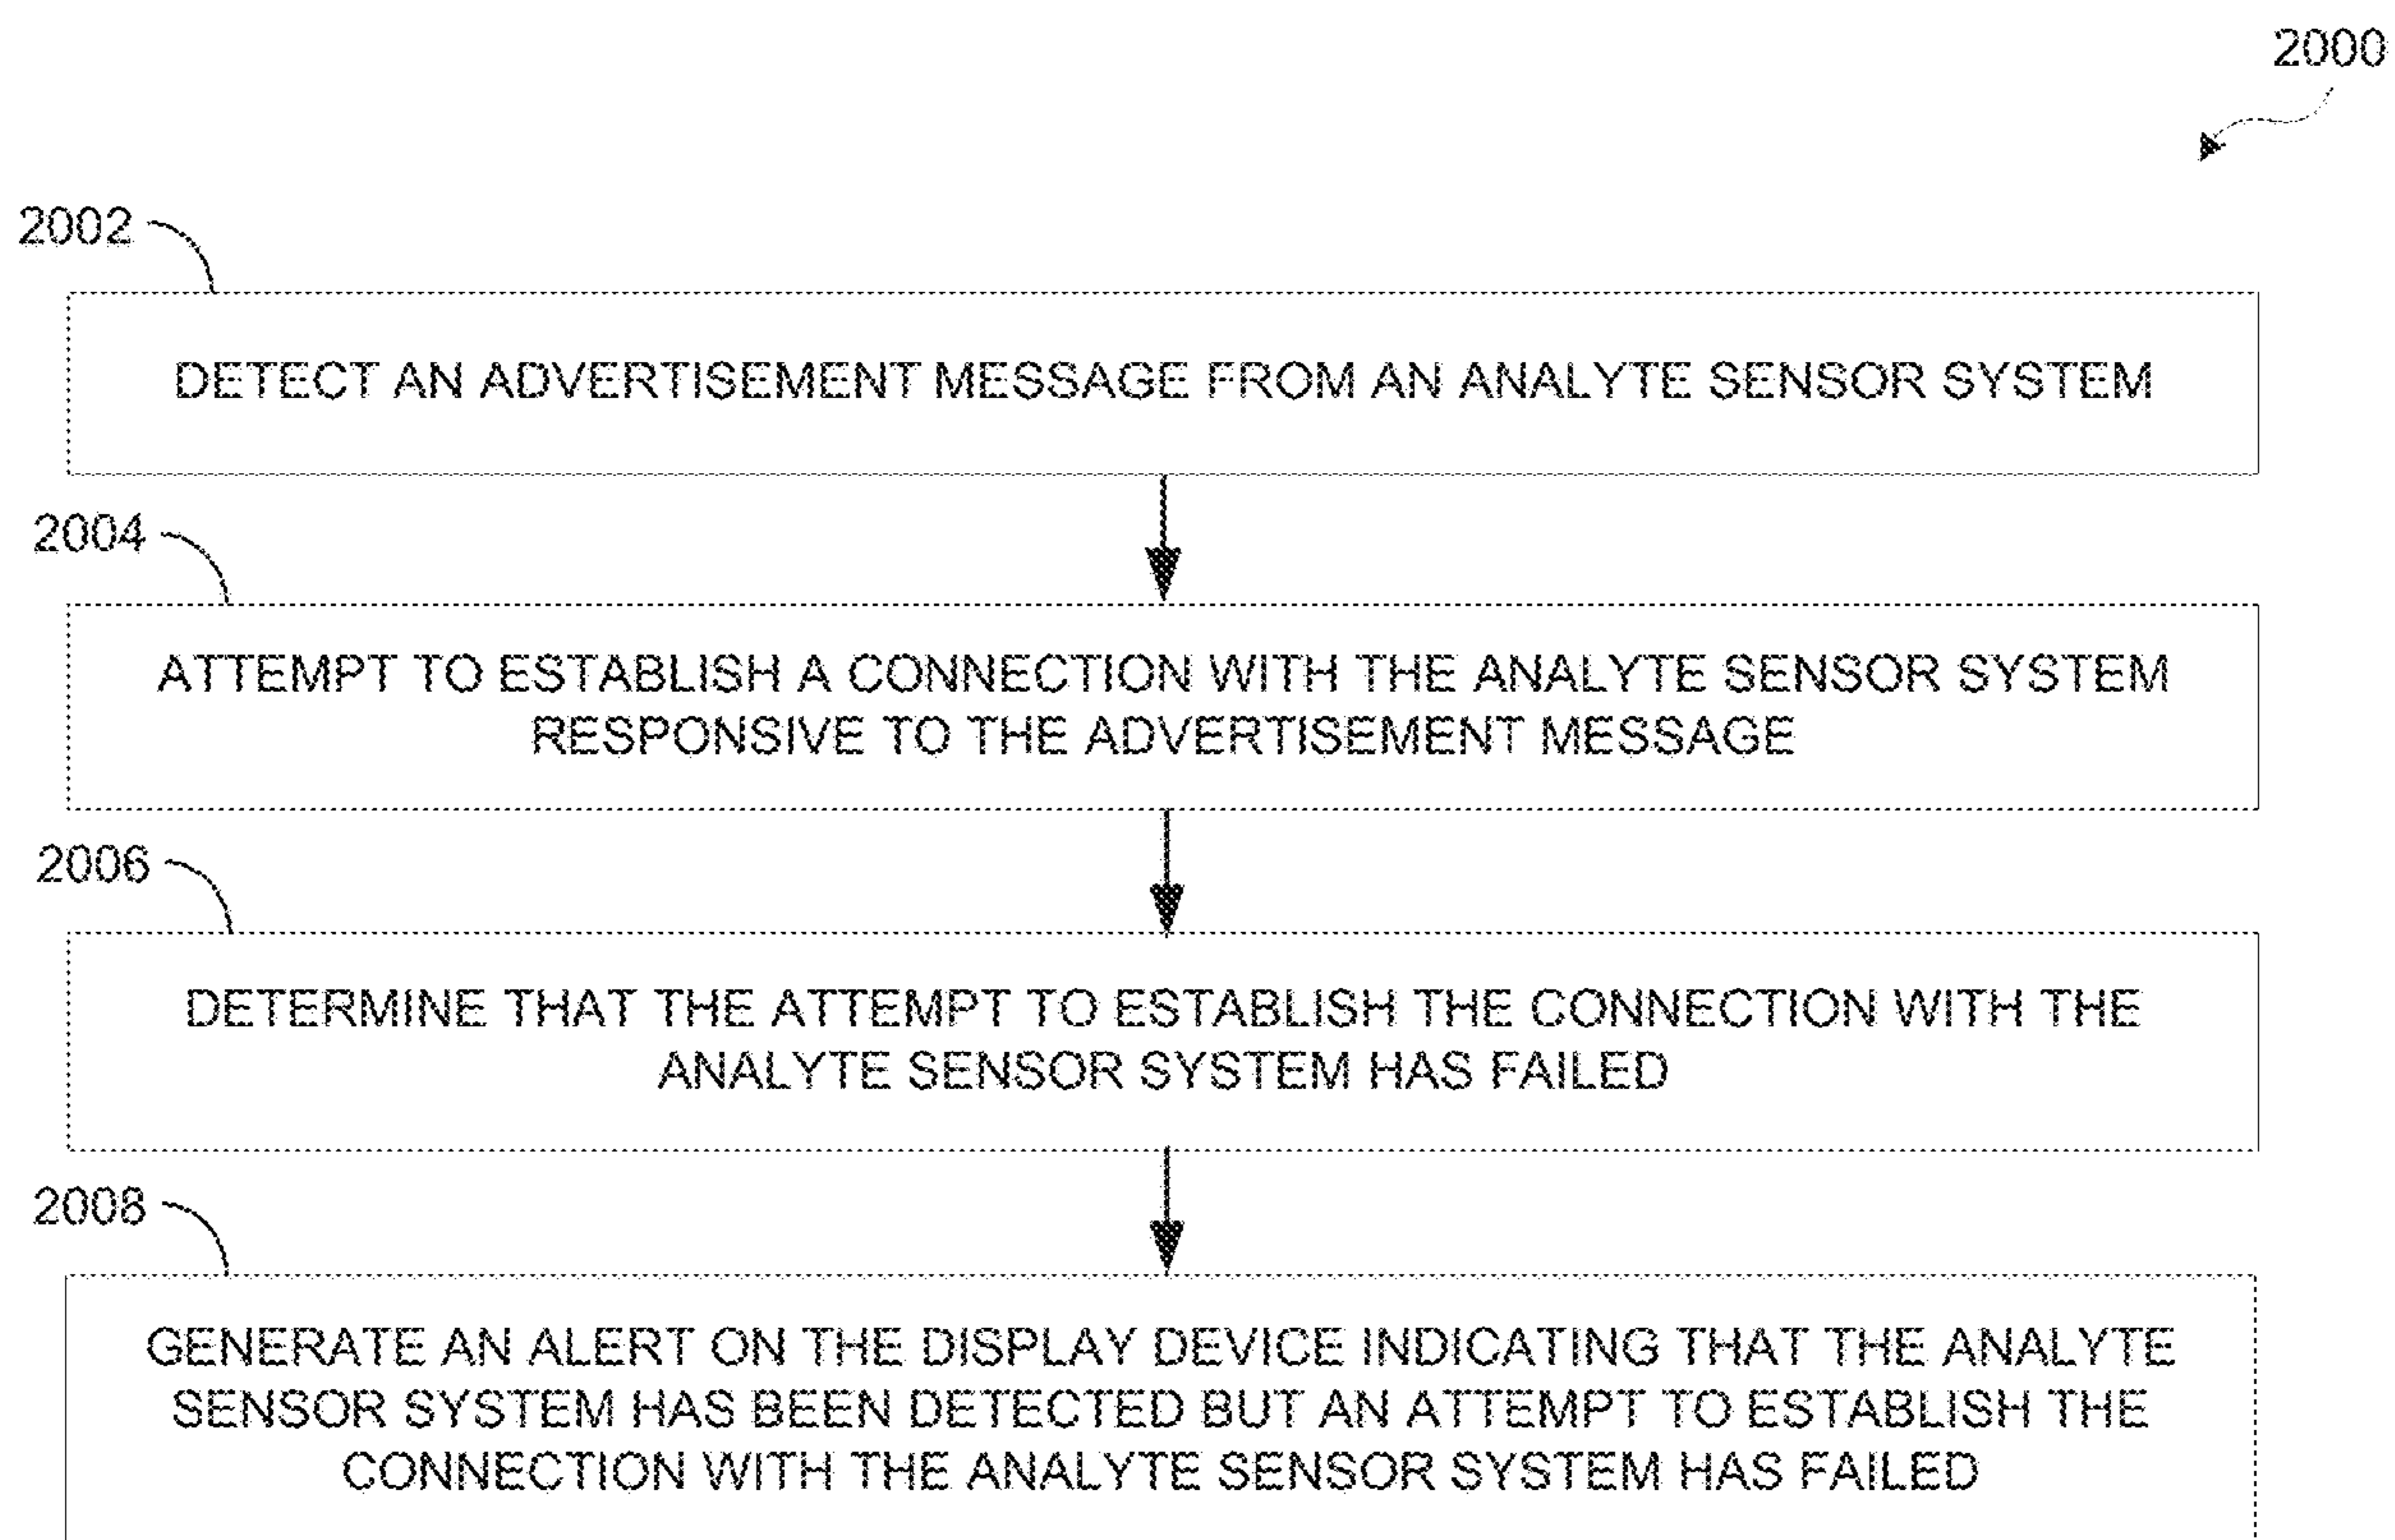 2000
2002
DETECT AN ADVERTISEMENT MESSAGE FROM AN ANALYTE SENSOR SYSTEM
2004
ATTEMPT TO ESTABLISH A CONNECTION WITH THE ANALYTE SENSOR SYSTEM
RESPONSIVE TO THE ADVERTISEMENT MESSAGE
2006
DETERMINE THAT THE ATTEMPT TO ESTABLISH THE CONNECTION WITH THE
ANALYTE SENSOR SYSTEM HAS FAILED
2008
GENERATE AN ALERT ON THE DISPLAY DEVICE INDICATING THAT THE ANALYTE
SENSOR SYSTEM HAS BEEN DETECTED BUT AN ATTEMPT TO ESTABLISH THE
CONNECTION WITH THE ANALYTE SENSOR SYSTEM HAS FAILED